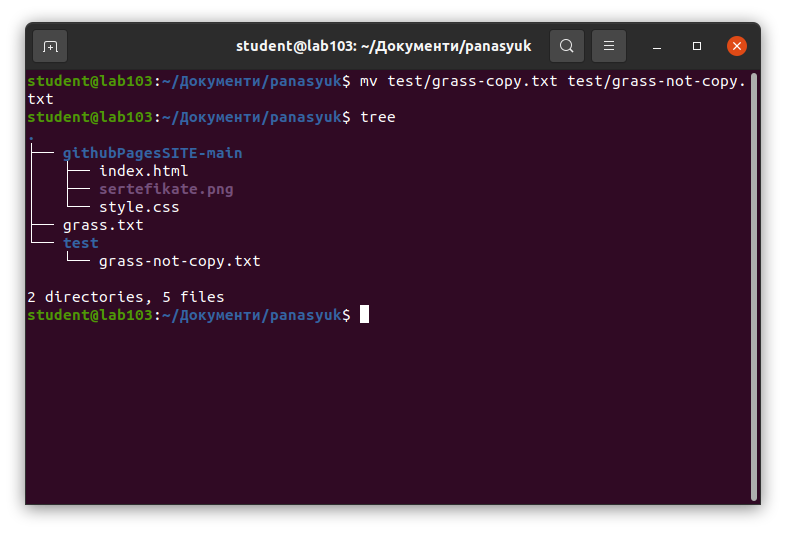 student@lab103: ~/Документи/panasyuk
student@lab103:~/Документи/panasyuk$ mv test/grass-copy.txt test/grass-not-copy.
txt
student@lab103:~/Документи/panasyuk$ tree
.
├── githubPagesSITE-main
│   ├── index.html
│   ├── sertefikate.png
│   └── style.css
├── grass.txt
└── test
    └── grass-not-copy.txt
2 directories, 5 files
student@lab103:~/Документи/panasyuk$